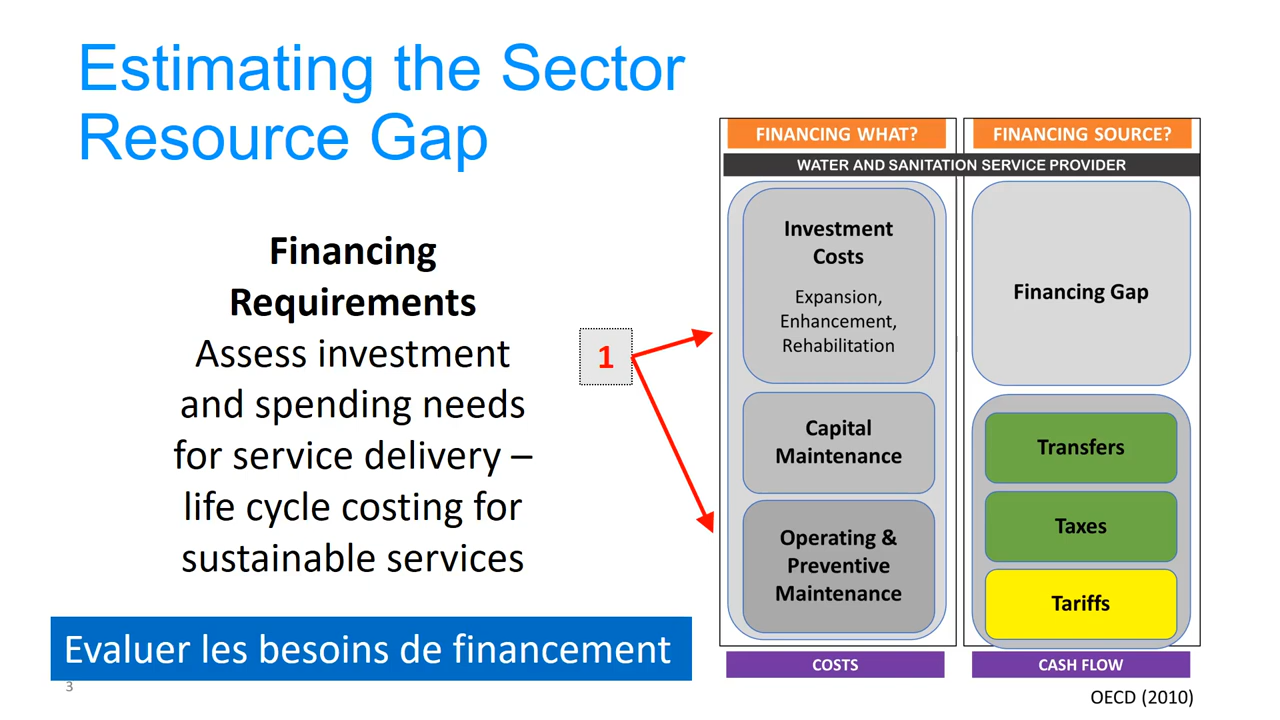 Estimating the Sector
Resource Gap
Financing
Requirements
Assess investment
and spending needs
for service delivery –
life cycle costing for
sustainable services
Evaluer les besoins de financement
3
1
FINANCING WHAT?
FINANCING SOURCE?
WATER AND SANITATION SERVICE PROVIDER
Investment
Costs
Expansion,
Enhancement,
Rehabilitation
Capital
Maintenance
Operating &
Preventive
Maintenance
COSTS
Financing Gap
Transfers
Taxes
Tariffs
CASH FLOW
OECD (2010)